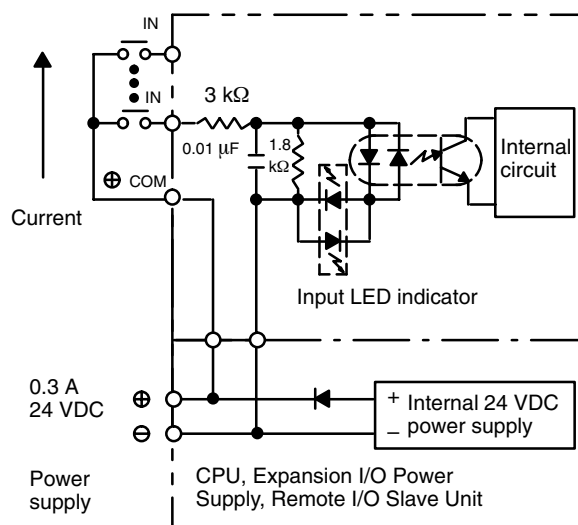 IN
IN
3 kΩ
0.01 µF
1.8
kΩ
Internal
circuit
⊕ COM
Current
Input LED indicator
0.3 A
24 VDC
⊕
⊖
+ Internal 24 VDC
– power supply
Power
supply
CPU, Expansion I/O Power
Supply, Remote I/O Slave Unit